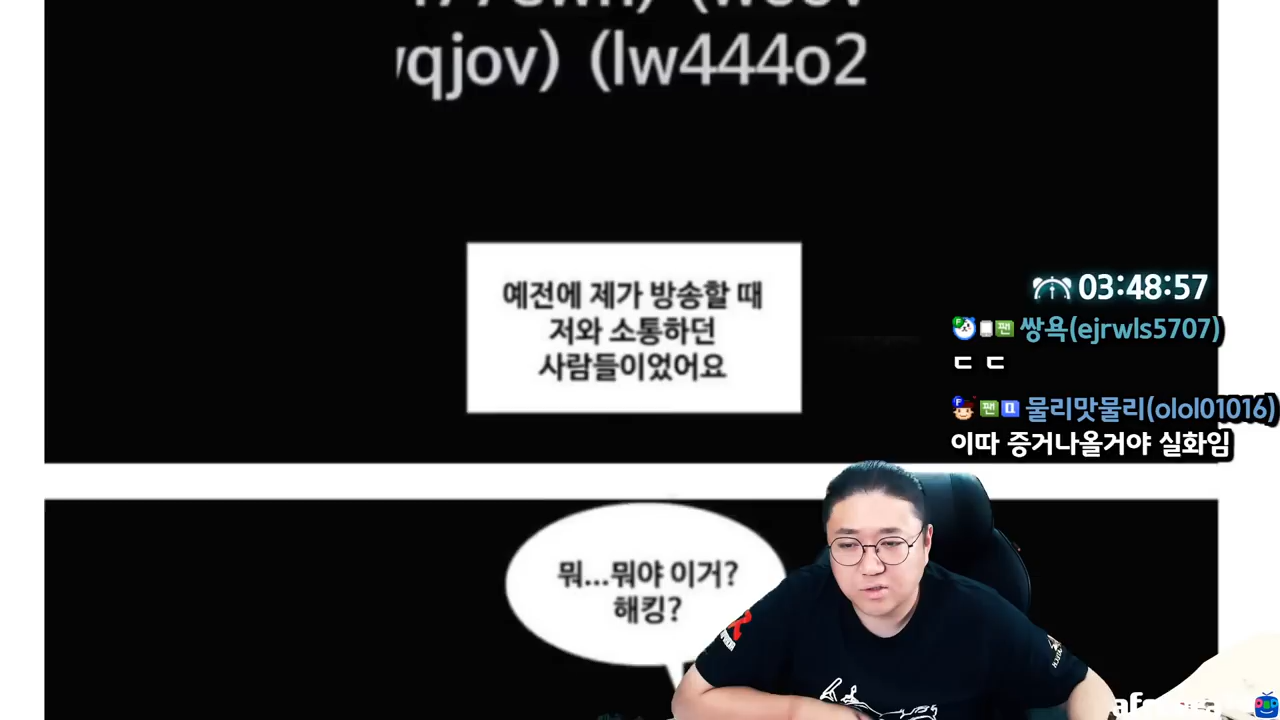 (lw444o2
예전에 제가 방송할 때
저와 소통하던
사람들이었어요
뭐...뭐야 이거?
해킹?
03:48:57
쌍욕(ejrwls5707)
ㄷ ㄷ
물리맛물리(olol01016)
이따 증거나올거야 실화임